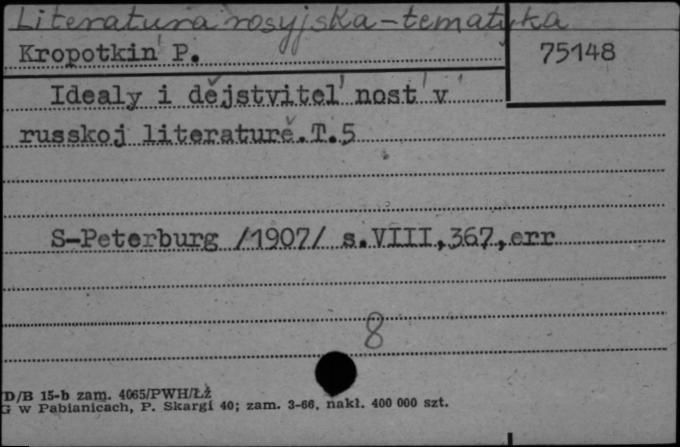 Literatura rosyjska-tematyka
Kropotkin P.
75148
Idealy i dějstvitel'nost' v
russkoj literaturě.T.5
S-Peterburg /1907/ s.VIII,367,err
8
D/B 15-b zam. 4065/PWH/ŁŻ
G w Pabianicach, P. Skargi 40; zam. 3-66, nakł. 400 000 szt.